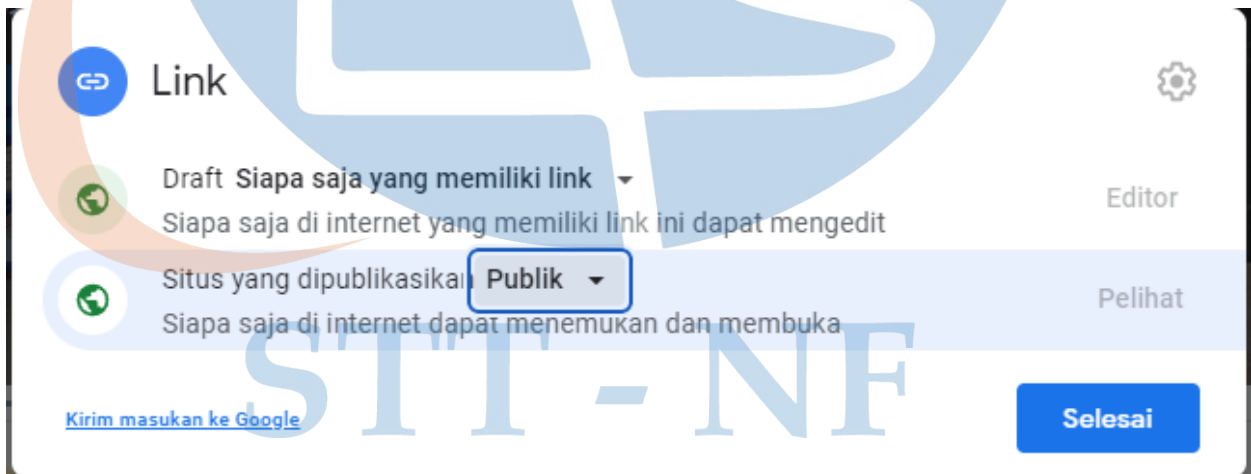 Link
Draft Siapa saja yang memiliki link
Editor
Siapa saja di internet yang memiliki link ini dapat mengedit
Situs yang dipublikasikan Publik
Pelihat
Siapa saja di internet dapat menemukan dan membuka
STT - NF
Kirim masukan ke Google
Selesai